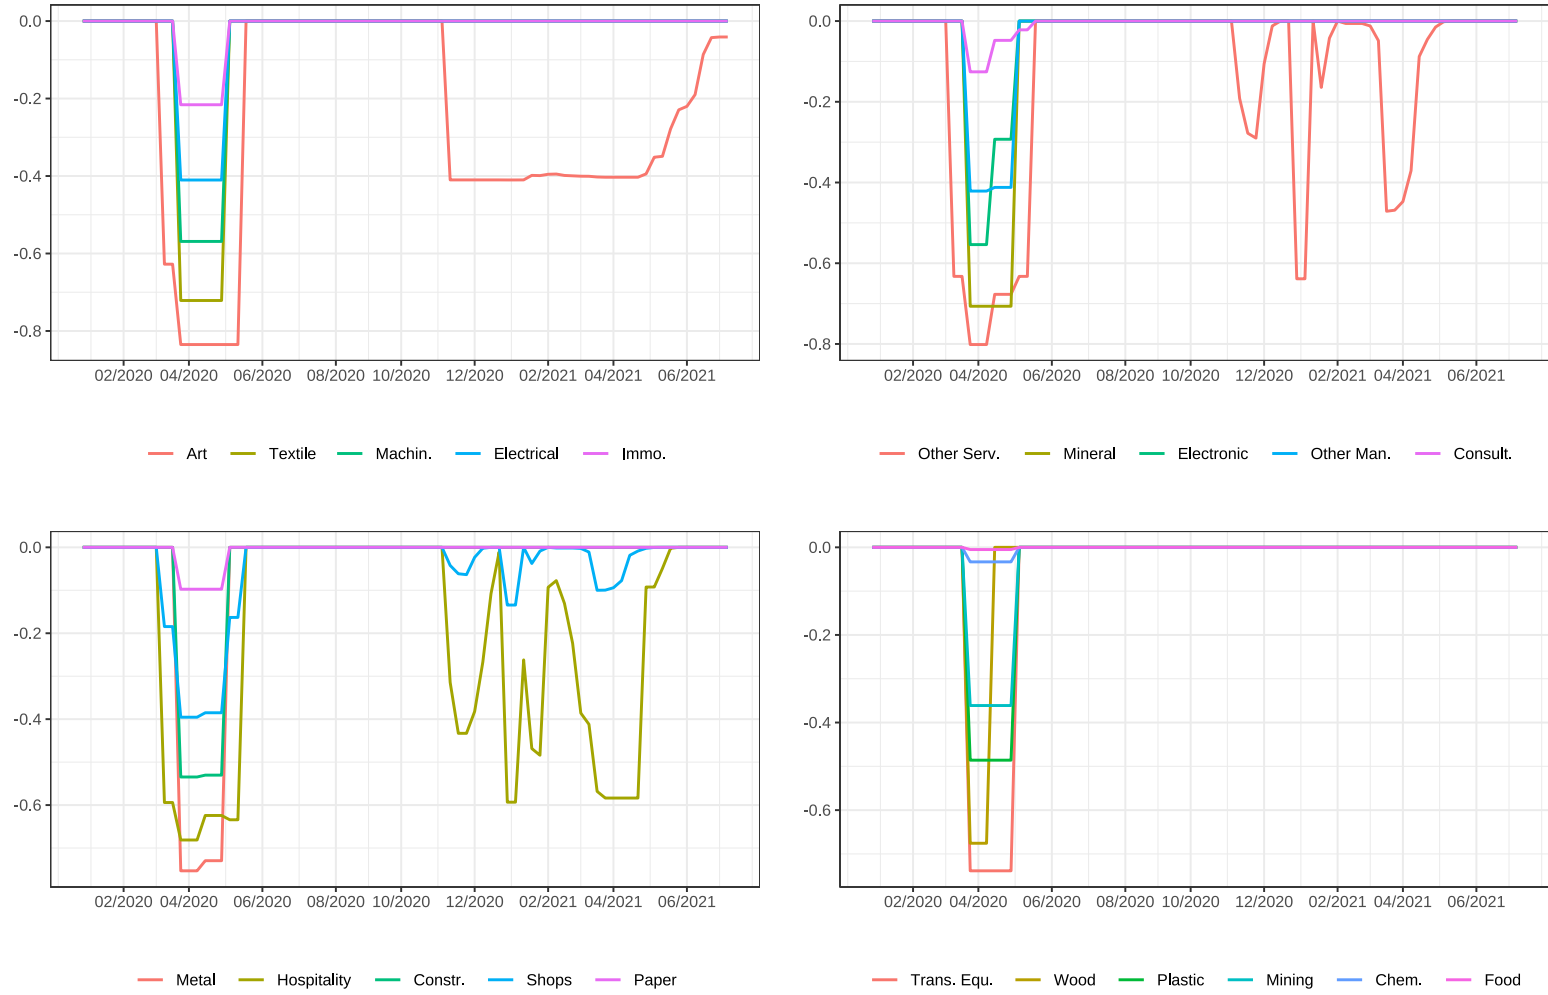 0.0
-0.2
-0.4
-0.6
-0.8
02/2020 04/2020 06/2020 08/2020 10/2020 12/2020 02/2021 04/2021 06/2021
Art Textile Machin. Electrical Immo.
0.0
-0.2
-0.4
-0.6
-0.8
02/2020 04/2020 06/2020 08/2020 10/2020 12/2020 02/2021 04/2021 06/2021
Other Serv. Mineral Electronic Other Man. Consult.
0.0
-0.2
-0.4
-0.6
02/2020 04/2020 06/2020 08/2020 10/2020 12/2020 02/2021 04/2021 06/2021
Metal Hospitality Constr. Shops Paper
0.0
-0.2
-0.4
-0.6
02/2020 04/2020 06/2020 08/2020 10/2020 12/2020 02/2021 04/2021 06/2021
Trans. Equ. Wood Plastic Mining Chem. Food